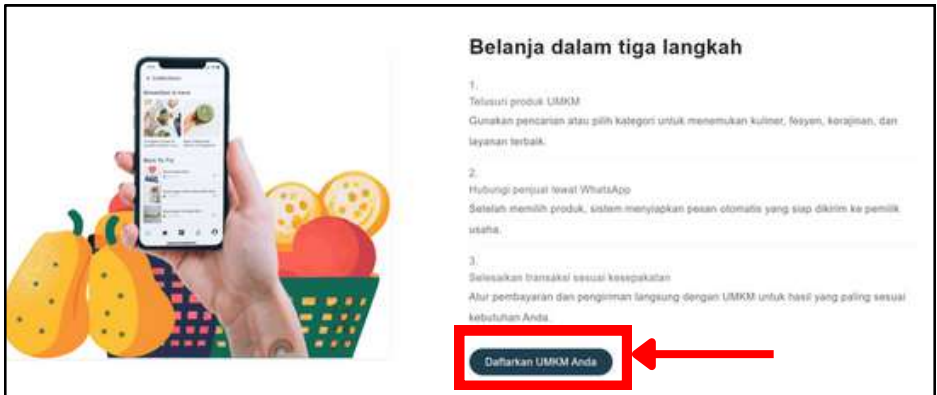 Belanja dalam tiga langkah
1.
Telusuri produk UMKM
Gunakan pencarian atau pilih kategori untuk menemukan kuliner, fesyen, kerajinan, dan
layanan terbaik.
2.
Hubungi penjual lewat WhatsApp
Setelah memilih produk, sistem menyiapkan pesan otomatis yang siap dikirim ke pemilik
usaha.
3.
Selesaikan transaksi sesuai kesepakatan
Atur pembayaran dan pengiriman langsung dengan UMKM untuk hasil yang paling sesuai
kebutuhan Anda.
Daftarkan UMKM Anda